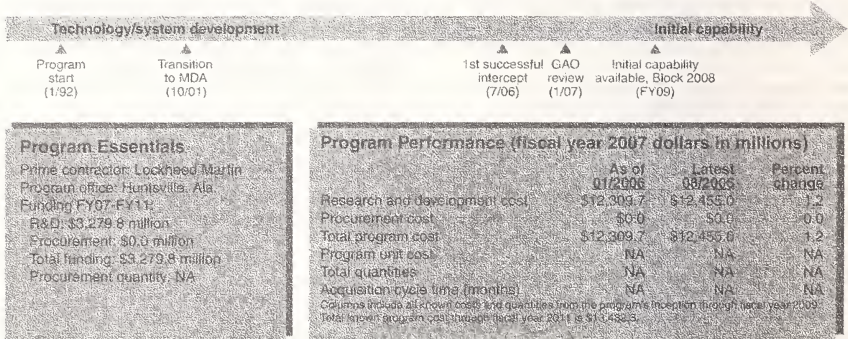 Technology/system development Initial capability
Program start (1/92)
Transition to MDA (10/01)
1st successful intercept (7/06)
GAO review (1/07)
Initial capability available, Block 2008 (FY09)
Program Essentials
Prime contractor: Lockheed Martin
Program office: Huntsville, Ala.
Funding FY07-FY11:
R&D: $3,279.8 million
Procurement: $0.0 million
Total funding: $3,279.8 million
Procurement quantity: NA
Program Performance (fiscal year 2007 dollars in millions)
As of 01/2006 Latest 08/2006 Percent change
Research and development cost $12,309.7 $12,455.0 1.2
Procurement cost $0.0 $0.0 0.0
Total program cost $12,309.7 $12,455.0 1.2
Program unit cost NA NA NA
Total quantities NA NA NA
Acquisition cycle time (months) NA NA NA
Columns include all known costs and quantities from the program's inception through fiscal year 2009.
Total known program cost through fiscal year 2011 is